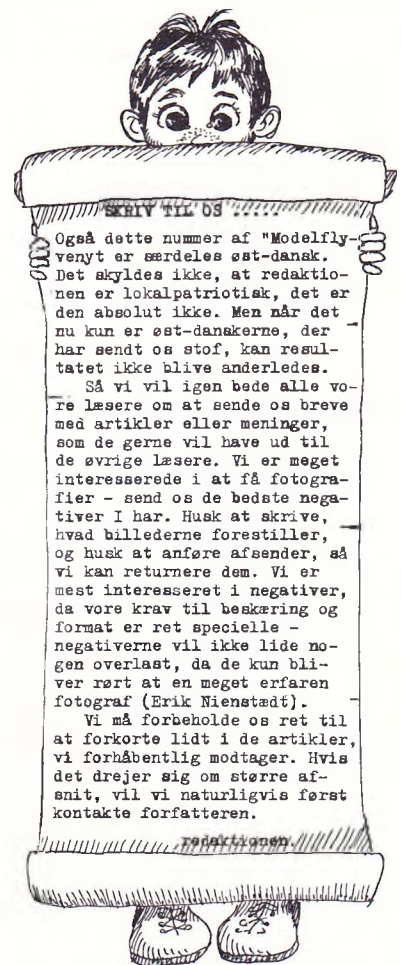 SKRIV TIL OS .....
Også dette nummer af "Modelfly-
venyt er særdeles øst-dansk.
Det skyldes ikke, at redaktio-
nen er lokalpatriotisk, det er
den absolut ikke. Men når det
nu kun er øst-danskerne, der
har sendt os stof, kan resul-
tatet ikke blive anderledes.
Så vi vil igen bede alle vo-
re læsere om at sende os breve
med artikler eller meninger,
som de gerne vil have ud til
de øvrige læsere. Vi er meget
interesserede i at få fotogra-
fier - send os de bedste nega-
tiver I har. Husk at skrive,
hvad billederne forestiller,
og husk at anføre afsender, så
vi kan returnere dem. Vi er
mest interesseret i negativer,
da vore krav til beskæring og
format er ret specielle -
negativerne vil ikke lide no-
gen overlast, da de kun bli-
ver rørt at en meget erfaren
fotograf (Erik Nienstædt).
Vi må forbeholde os ret til
at forkorte lidt i de artikler,
vi forhåbentlig modtager. Hvis
det drejer sig om større af-
snit, vil vi naturligvis først
kontakte forfatteren.
redaktionen.